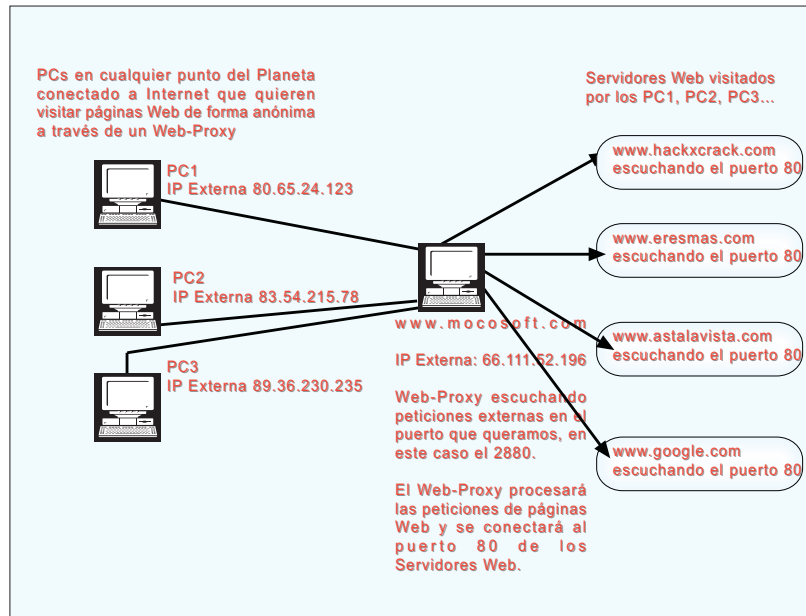 PCs en cualquier punto del Planeta
conectado a Internet que quieren
visitar páginas Web de forma anónima
a través de un Web-Proxy
PC1
IP Externa 80.65.24.123
PC2
IP Externa 83.54.215.78
PC3
IP Externa 89.36.230.235
www.mocosoft.com
IP Externa: 66.111.52.196
Web-Proxy escuchando
peticiones externas en el
puerto que queramos, en
este caso el 2880.
El Web-Proxy procesará
las peticiones de páginas
Web y se conectará al
puerto 80 de los
Servidores Web.
Servidores Web visitados
por los PC1, PC2, PC3...
www.hackxcrack.com
escuchando el puerto 80
www.eresmas.com
escuchando el puerto 80
www.astalavista.com
escuchando el puerto 80
www.google.com
escuchando el puerto 80